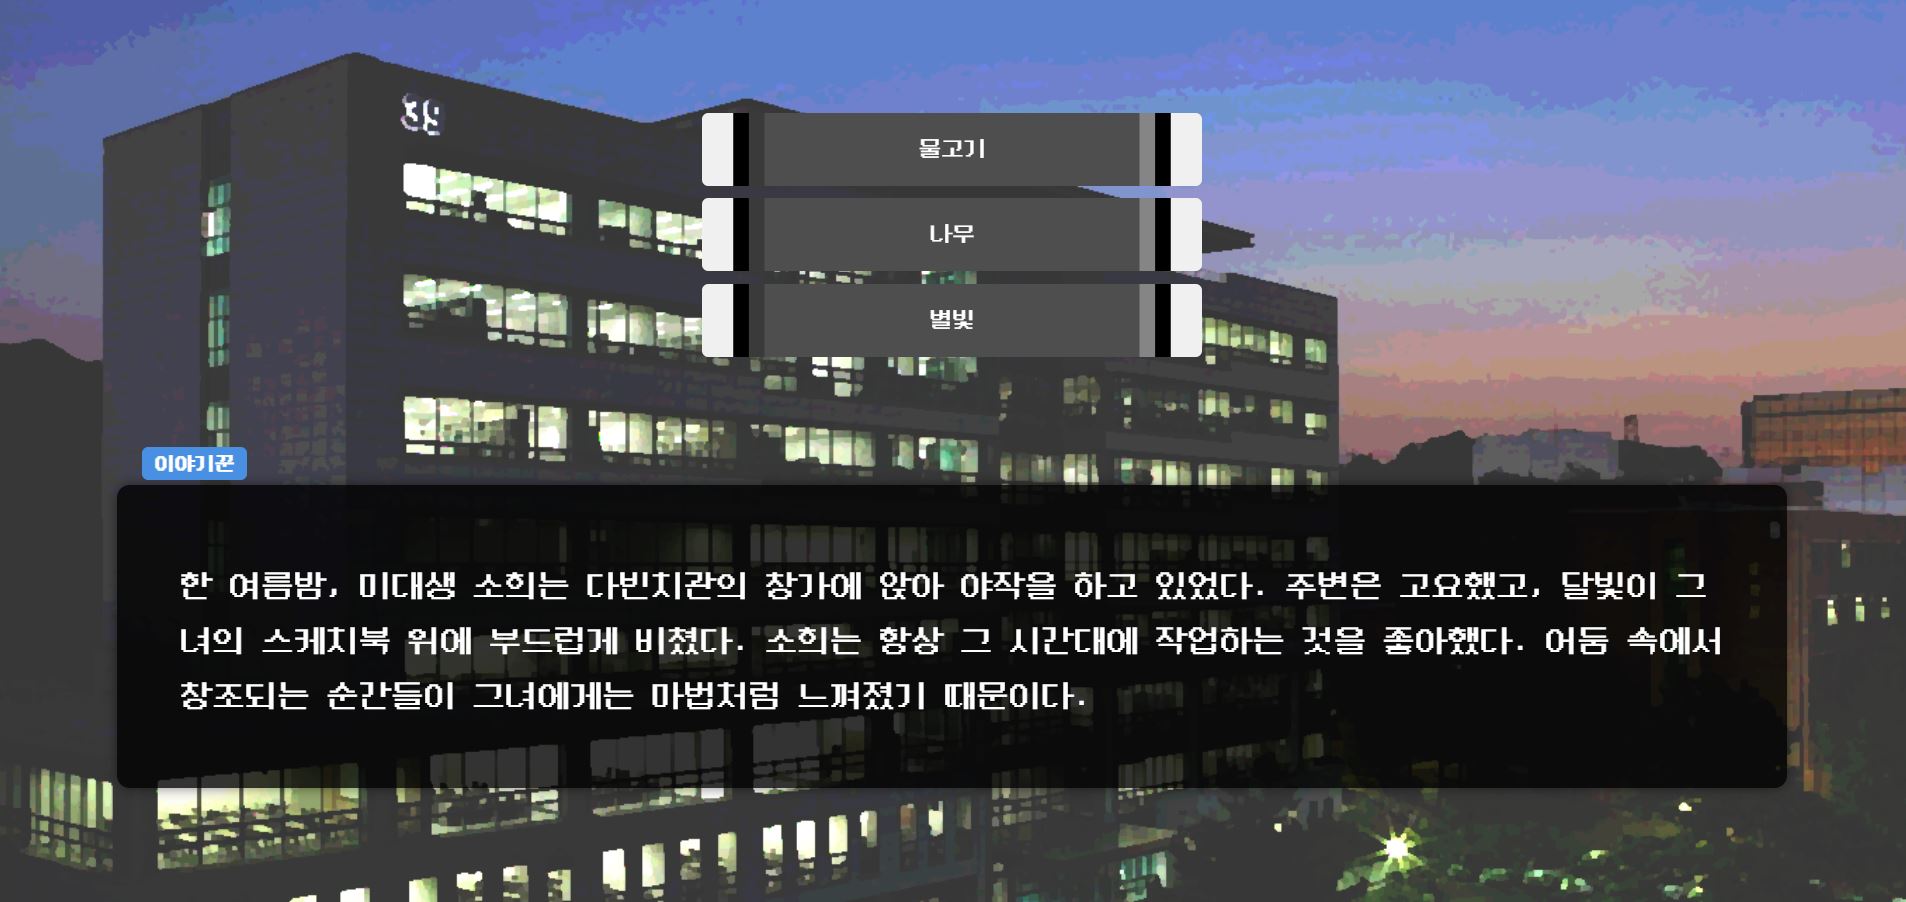 물고기
나무
별빛
이야기꾼
한 여름밤, 미대생 소희는 다빈치관의 창가에 앉아 야작을 하고 있었다. 주변은 고요했고, 달빛이 그
녀의 스케치북 위에 부드럽게 비쳤다. 소희는 항상 그 시간대에 작업하는 것을 좋아했다. 어둠 속에서
창조되는 순간들이 그녀에게는 마법처럼 느껴졌기 때문이다.